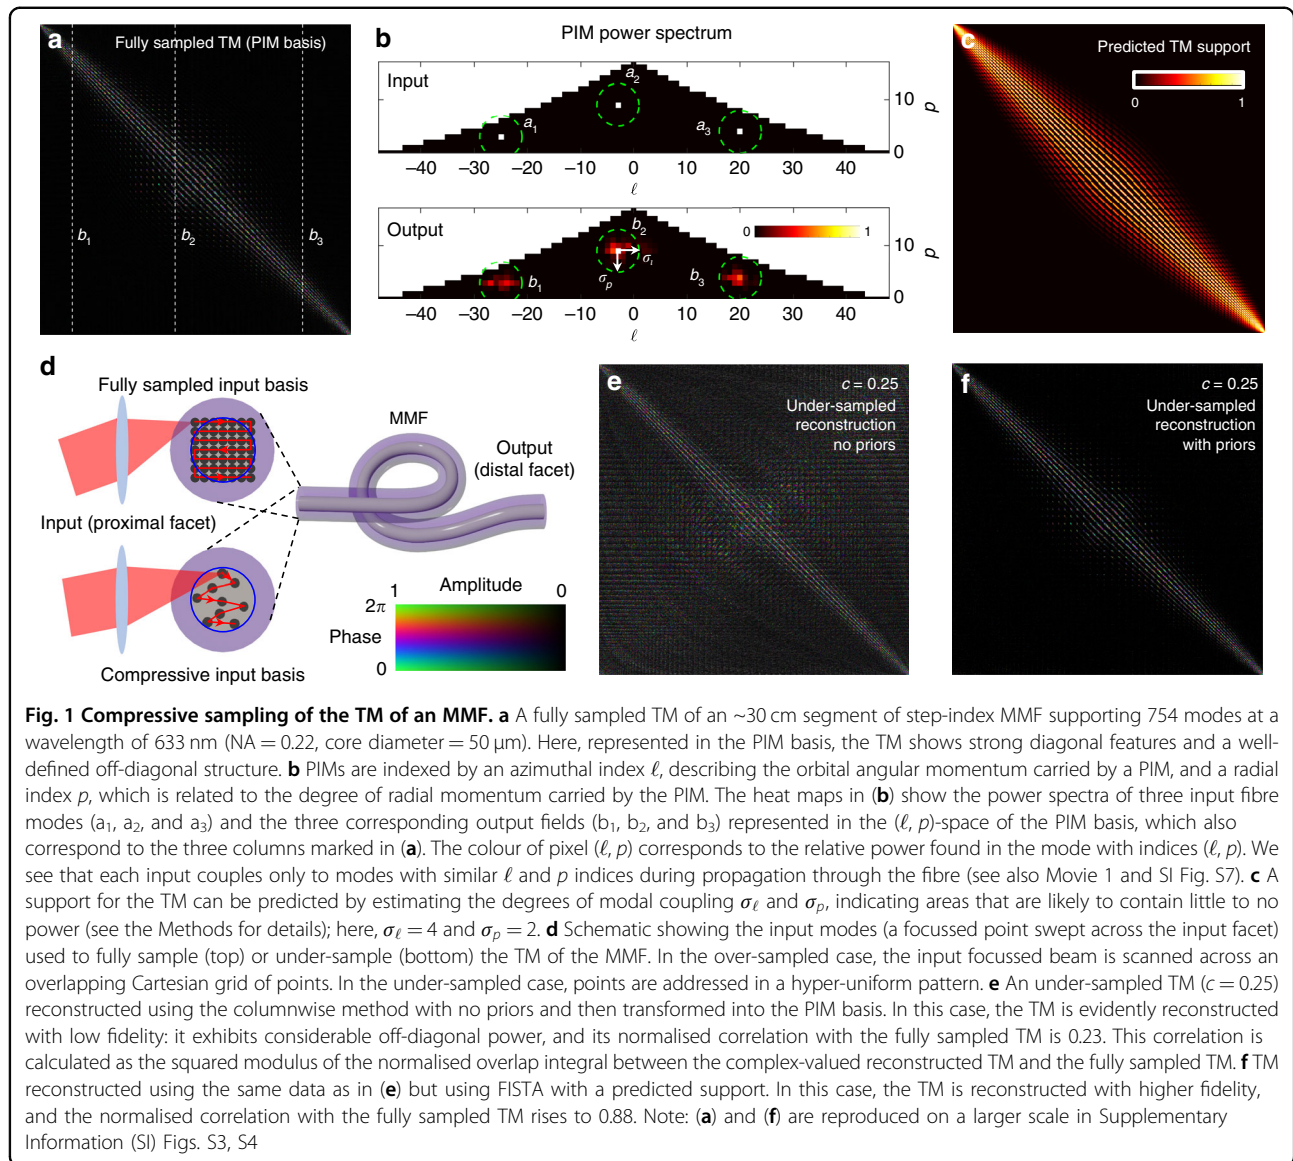 a
Fully sampled TM (PIM basis)
b1
b2
b3
b
PIM power spectrum
Input
a1
a2
a3
10
0
p
−40 −30 −20 −10 0 10 20 30 40
ℓ
Output
0 1
b1
b2
b3
σℓ
σp
10
0
p
−40 −30 −20 −10 0 10 20 30 40
ℓ
c
Predicted TM support
0 1
d
Fully sampled input basis
MMF
Output
(distal facet)
Input (proximal facet)
Compressive input basis
Amplitude
1 0
2π
Phase
0
e
c = 0.25
Under-sampled
reconstruction
no priors
f
c = 0.25
Under-sampled
reconstruction
with priors
Fig. 1 Compressive sampling of the TM of an MMF. a A fully sampled TM of an ~30 cm segment of step-index MMF supporting 754 modes at a
wavelength of 633 nm (NA = 0.22, core diameter = 50 µm). Here, represented in the PIM basis, the TM shows strong diagonal features and a well-
defined off-diagonal structure. b PIMs are indexed by an azimuthal index ℓ, describing the orbital angular momentum carried by a PIM, and a radial
index p, which is related to the degree of radial momentum carried by the PIM. The heat maps in (b) show the power spectra of three input fibre
modes (a1, a2, and a3) and the three corresponding output fields (b1, b2, and b3) represented in the (ℓ, p)-space of the PIM basis, which also
correspond to the three columns marked in (a). The colour of pixel (ℓ, p) corresponds to the relative power found in the mode with indices (ℓ, p). We
see that each input couples only to modes with similar ℓ and p indices during propagation through the fibre (see also Movie 1 and SI Fig. S7). c A
support for the TM can be predicted by estimating the degrees of modal coupling σℓ and σp, indicating areas that are likely to contain little to no
power (see the Methods for details); here, σℓ = 4 and σp = 2. d Schematic showing the input modes (a focussed point swept across the input facet)
used to fully sample (top) or under-sample (bottom) the TM of the MMF. In the over-sampled case, the input focussed beam is scanned across an
overlapping Cartesian grid of points. In the under-sampled case, points are addressed in a hyper-uniform pattern. e An under-sampled TM (c = 0.25)
reconstructed using the columnwise method with no priors and then transformed into the PIM basis. In this case, the TM is evidently reconstructed
with low fidelity: it exhibits considerable off-diagonal power, and its normalised correlation with the fully sampled TM is 0.23. This correlation is
calculated as the squared modulus of the normalised overlap integral between the complex-valued reconstructed TM and the fully sampled TM. f TM
reconstructed using the same data as in (e) but using FISTA with a predicted support. In this case, the TM is reconstructed with higher fidelity,
and the normalised correlation with the fully sampled TM rises to 0.88. Note: (a) and (f) are reproduced on a larger scale in Supplementary
Information (SI) Figs. S3, S4